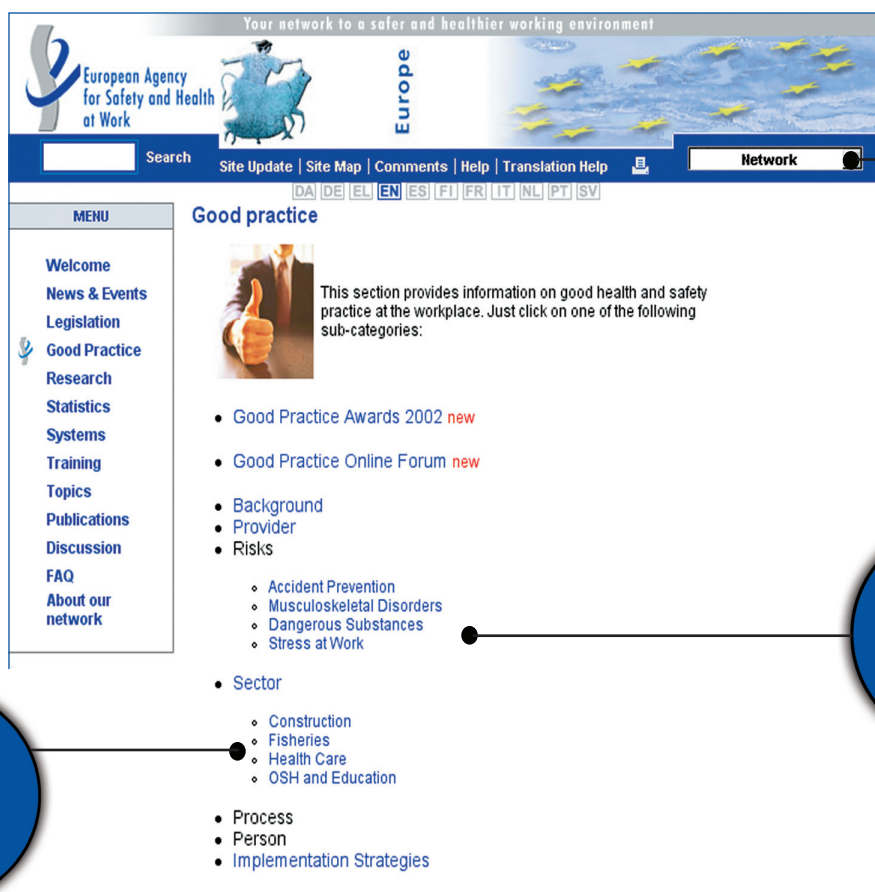 Your network to a safer and healthier working environment
European Agency
for Safety and Health
at Work
Europe
Search
Site Update | Site Map | Comments | Help | Translation Help
Network
DA DE EL EN ES FI FR IT NL PT SV
MENU
Welcome
News & Events
Legislation
Good Practice
Research
Statistics
Systems
Training
Topics
Publications
Discussion
FAQ
About our
network
Good practice
This section provides information on good health and safety
practice at the workplace. Just click on one of the following
sub-categories:
Good Practice Awards 2002 new
Good Practice Online Forum new
Background
Provider
Risks
Accident Prevention
Musculoskeletal Disorders
Dangerous Substances
Stress at Work
Sector
Construction
Fisheries
Health Care
OSH and Education
Process
Person
Implementation Strategies